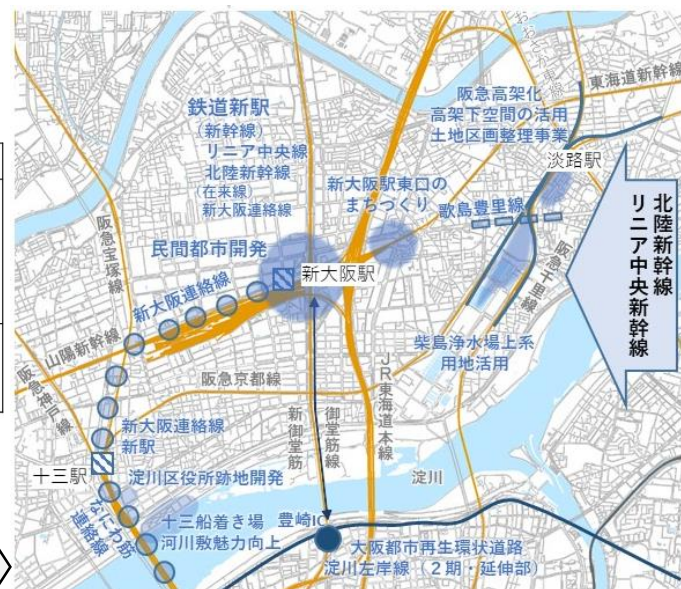 鉄道新駅
（新幹線）
リニア中央線
北陸新幹線
（在来線）
新大阪連絡線
阪急高架化
高架下空間の活用
土地区画整理事業
東海道新幹線
淡路駅
新大阪駅東口の
まちづくり
歌島豊里線
阪急千里線
北陸新幹線
リニア中央新幹線
阪急宝塚線
民間都市開発
新大阪駅
新大阪連絡線
山陽新幹線
阪急神戸線
阪急京都線
柴島浄水場上系
用地活用
ＪＲ東海道本線
新御堂筋
御堂筋線
新大阪連絡線
新駅
十三駅
淀川区役所跡地開発
淀川
なにわ筋
連絡線
十三船着き場
河川敷魅力向上
豊崎IC
大阪都市再生環状道路
淀川左岸線（２期・延伸部）